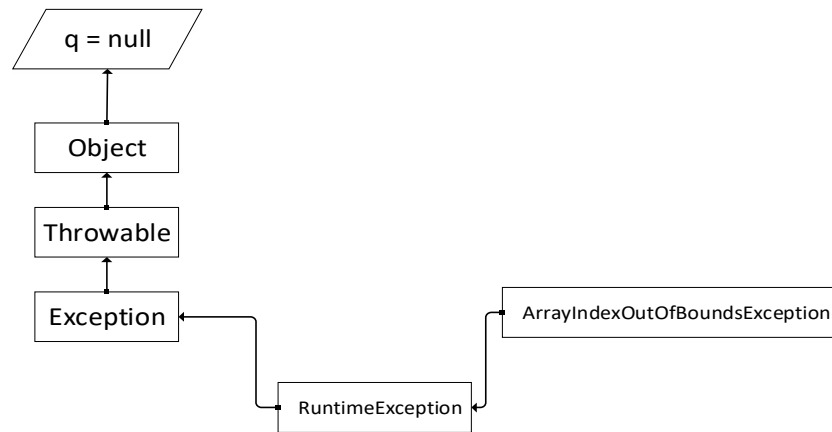 q = null
Object
Throwable
Exception
ArrayIndexOutOfBoundsException
RuntimeException